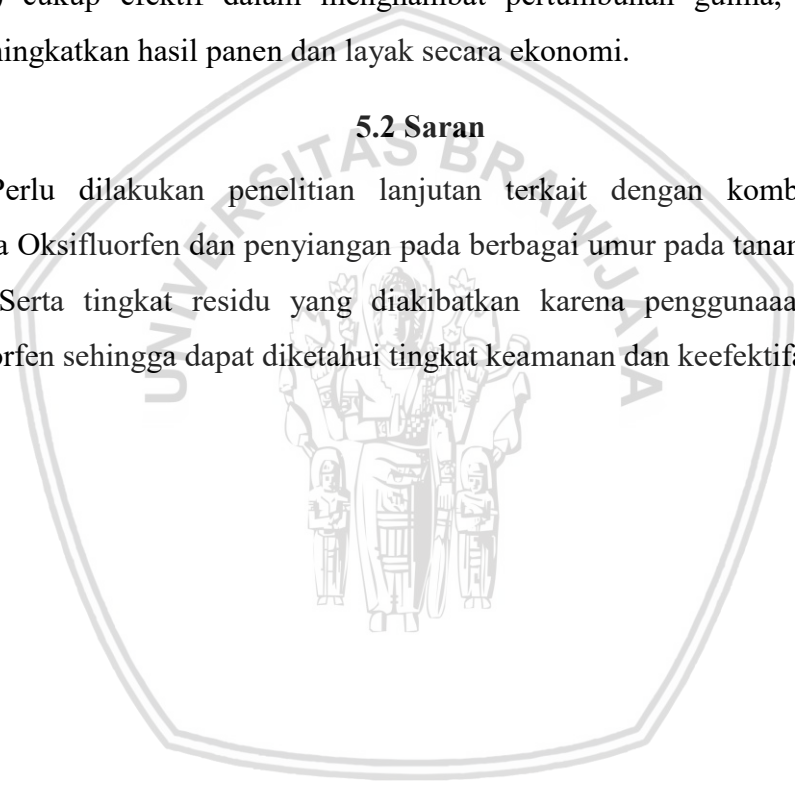 cukup efektif dalam menghambat pertumbuhan gulma,
ningkatkan hasil panen dan layak secara ekonomi.
5.2 Saran
Perlu dilakukan penelitian lanjutan terkait dengan komb
a Oksifluorfen dan penyiangan pada berbagai umur pada tanan
Serta tingkat residu yang diakibatkan karena penggunaaa
orfen sehingga dapat diketahui tingkat keamanan dan keefektifa
UNIVERSITAS BRAWIJAYA